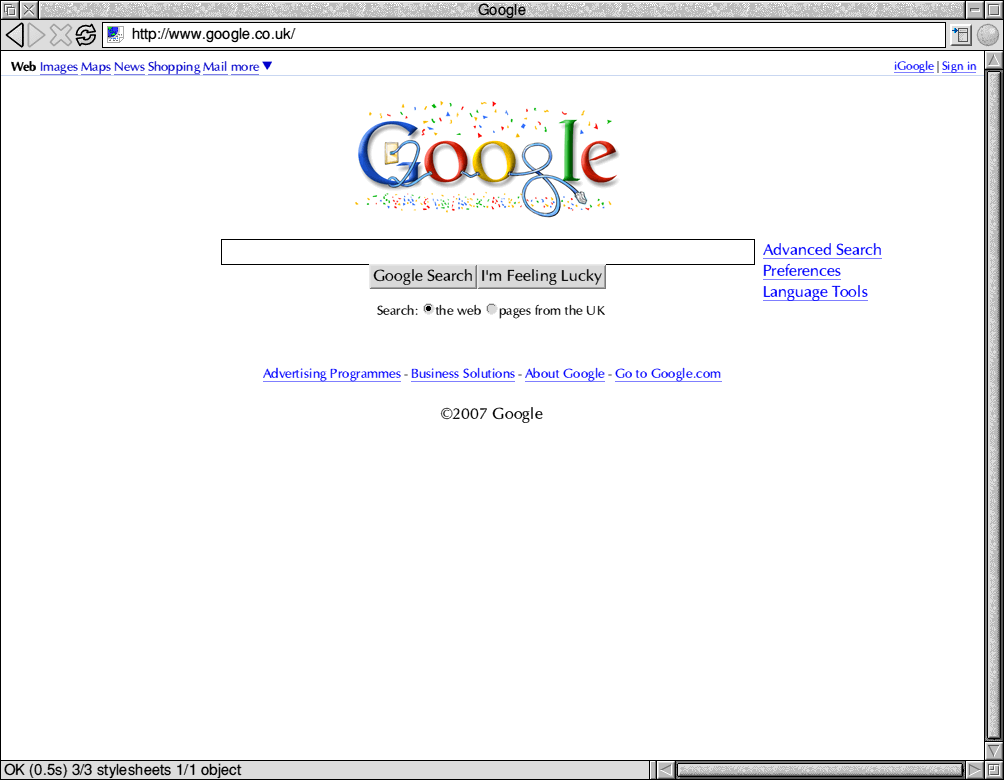 Google
http://www.google.co.uk/
Web Images Maps News Shopping Mail more ▼
iGoogle | Sign in
Google
Advanced Search
Preferences
Language Tools
Google Search I'm Feeling Lucky
Search: the web pages from the UK
Advertising Programmes - Business Solutions - About Google - Go to Google.com
©2007 Google
OK (0.5s) 3/3 stylesheets 1/1 object